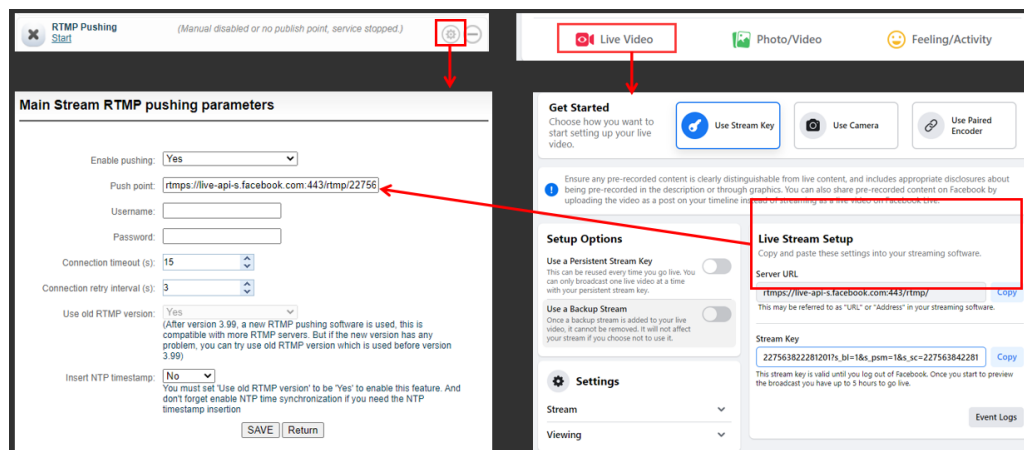 RTMP Pushing
Start
(Manual disabled or no publish point, service stopped.)
Live Video
Photo/Video
Feeling/Activity
Main Stream RTMP pushing parameters
Enable pushing: Yes
Push point: rtmps://live-api-s.facebook.com:443/rtmp/22756
Username:
Password:
Connection timeout (s): 15
Connection retry interval (s): 3
Use old RTMP version: Yes
(After version 3.99, a new RTMP pushing software is used, this is
compatible with more RTMP servers. But if the new version has any
problem, you can try use old RTMP version which is used before version
3.99)
Insert NTP timestamp: No
You must set 'Use old RTMP version' to be 'Yes' to enable this feature. And
don't forget enable NTP time synchronization if you need the NTP
timestamp insertion
SAVE Return
Get Started
Choose how you want to
start setting up your live
video.
Use Stream Key
Use Camera
Use Paired
Encoder
Ensure any pre-recorded content is clearly distinguishable from live content, and includes appropriate disclosures about
being pre-recorded in the description or through graphics. You can also share pre-recorded content on Facebook by
uploading the video as a post on your timeline instead of streaming as a live video on Facebook Live.
Setup Options
Use a Persistent Stream Key
This can be reused every time you go live. You
can only broadcast one live video at a time
with your persistent stream key.
Use a Backup Stream
Once a backup stream is added to your live
video, it cannot be removed. It will not affect
your stream if you choose not to use it.
Settings
Stream
Viewing
Live Stream Setup
Copy and paste these settings into your streaming software.
Server URL
rtmps://live-api-s.facebook.com:443/rtmp/
Copy
This may be referred to as "URL" or "Address" in your streaming software.
Stream Key
227563822281201?s_bl=1&s_psm=1&s_sc=227563842281
Copy
This stream key is valid until you log out of Facebook. Once you start to preview
the broadcast you have up to 5 hours to go live.
Event Logs